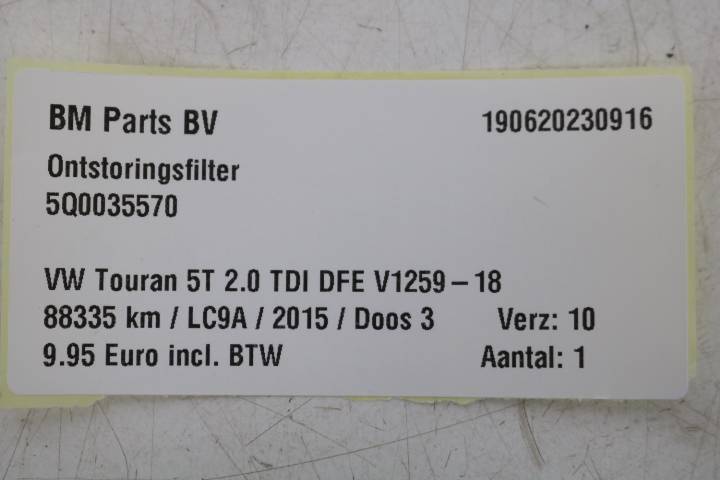 BM Parts BV 190620230916
Ontstoringsfilter
5Q0035570
VW Touran 5T 2.0 TDI DFE V1259 – 18
88335 km / LC9A / 2015 / Doos 3 Verz: 10
9.95 Euro incl. BTW Aantal: 1